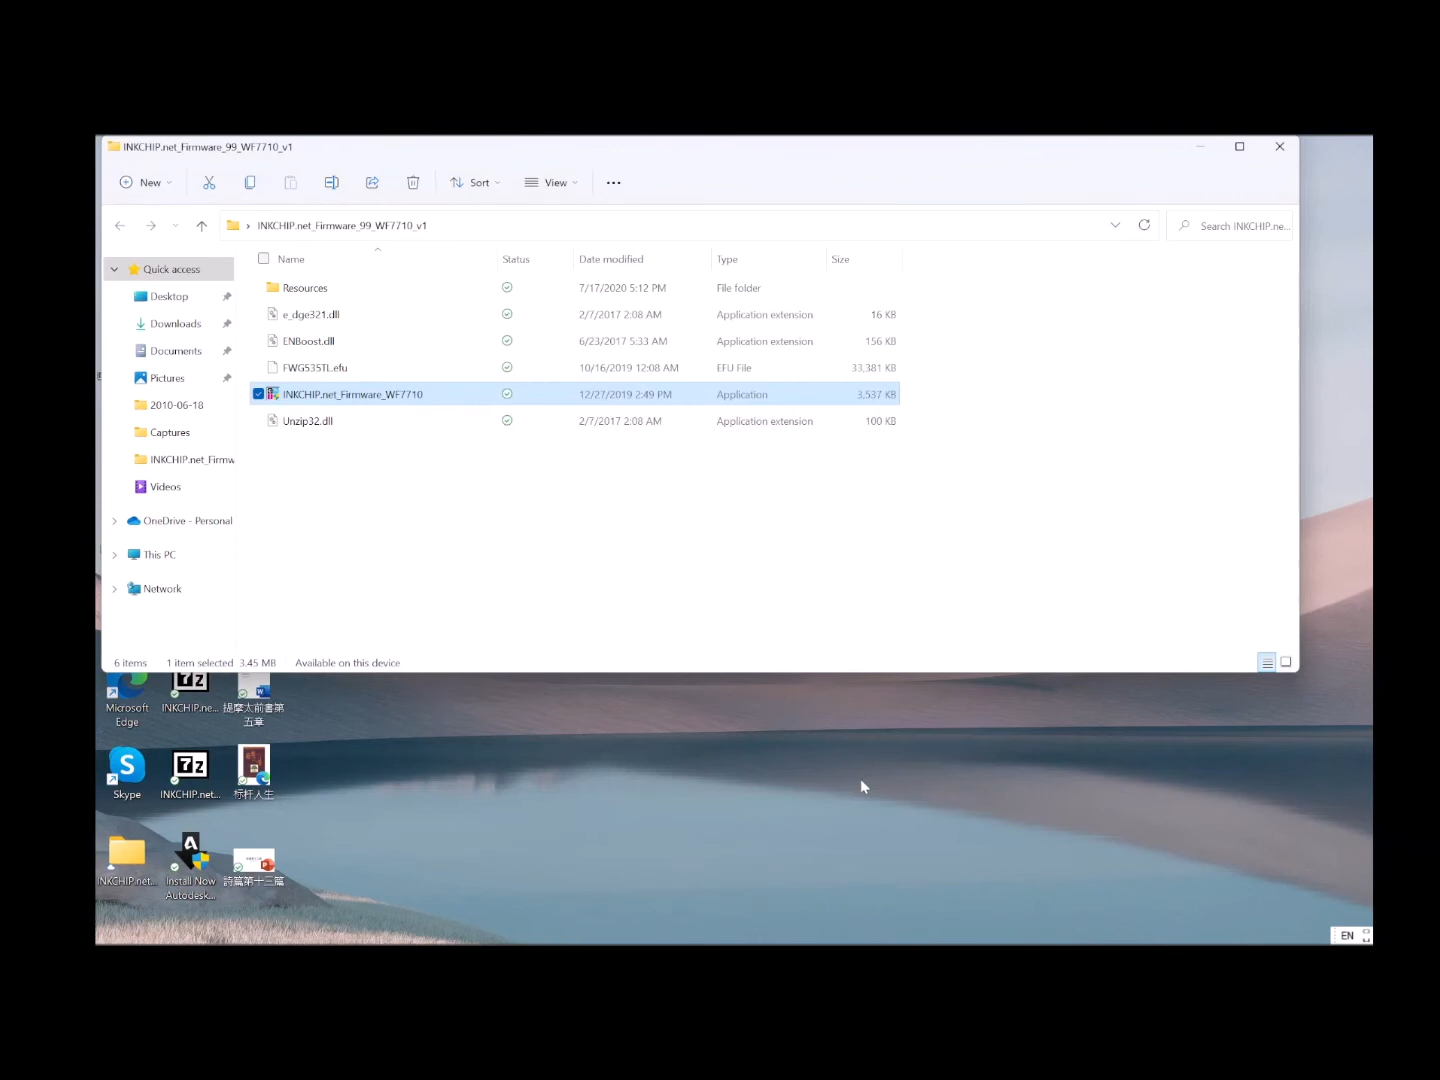 INKCHIP.net_Firmware_99_WF7710_v1
New
Sort
View
INKCHIP.net_Firmware_99_WF7710_v1
Search INKCHIP.ne...
Name Status Date modified Type Size
Quick access
Desktop
Downloads
Documents
Pictures
2010-06-18
Captures
INKCHIP.net_Firmw
Videos
OneDrive - Personal
This PC
Network
Resources 7/17/2020 5:12 PM File folder
e_dge321.dll 2/7/2017 2:08 AM Application extension 16 KB
ENBoost.dll 6/23/2017 5:33 AM Application extension 156 KB
FWG535TL.efu 10/16/2019 12:08 AM EFU File 33,381 KB
INKCHIP.net_Firmware_WF7710 12/27/2019 2:49 PM Application 3,537 KB
Unzip32.dll 2/7/2017 2:08 AM Application extension 100 KB
6 items 1 item selected 3.45 MB Available on this device
Microsoft
Edge
INKCHIP.ne...
提摩太前書第
五章
Skype
INKCHIP.net...
标杆人生
INKCHIP.net...
Install Now
Autodesk...
詩篇第十三篇
EN